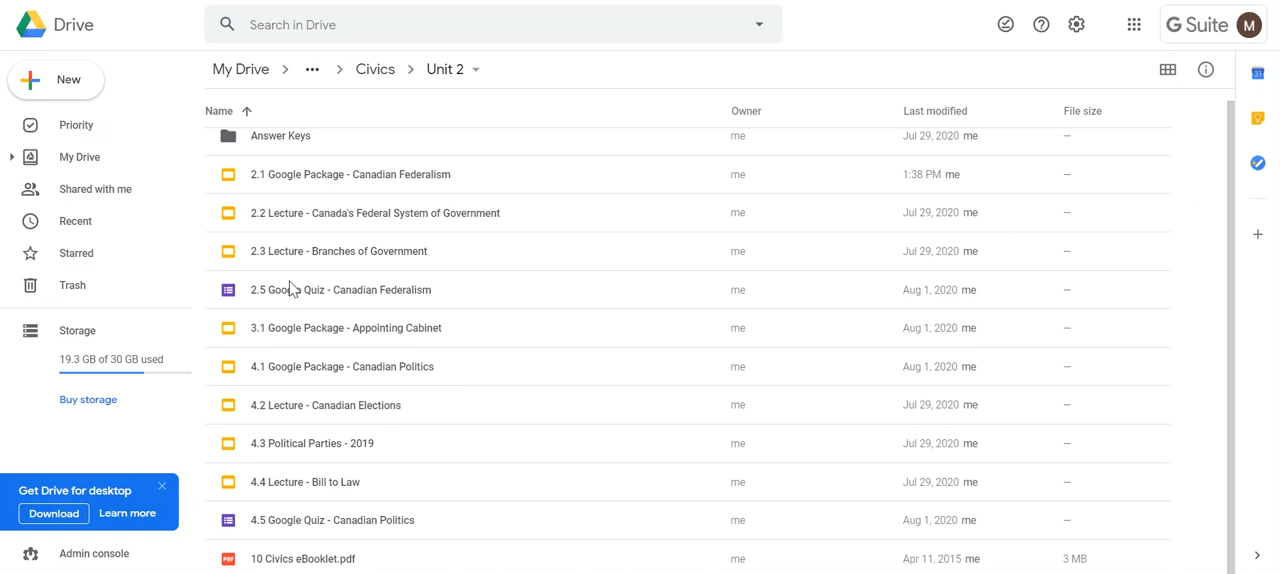 Drive
Search in Drive
G Suite M
New
My Drive > ... > Civics > Unit 2
Priority
My Drive
Shared with me
Recent
Starred
Trash
Storage
19.3 GB of 30 GB used
Buy storage
Get Drive for desktop
Download Learn more
Admin console
Name Owner Last modified File size
Answer Keys me Jul 29, 2020 me –
2.1 Google Package - Canadian Federalism me 1:38 PM me –
2.2 Lecture - Canada's Federal System of Government me Jul 29, 2020 me –
2.3 Lecture - Branches of Government me Jul 29, 2020 me –
2.5 Google Quiz - Canadian Federalism me Aug 1, 2020 me –
3.1 Google Package - Appointing Cabinet me Aug 1, 2020 me –
4.1 Google Package - Canadian Politics me Aug 1, 2020 me –
4.2 Lecture - Canadian Elections me Jul 29, 2020 me –
4.3 Political Parties - 2019 me Jul 29, 2020 me –
4.4 Lecture - Bill to Law me Jul 29, 2020 me –
4.5 Google Quiz - Canadian Politics me Aug 1, 2020 me –
PDF 10 Civics eBooklet.pdf me Apr 11, 2015 me 3 MB
31